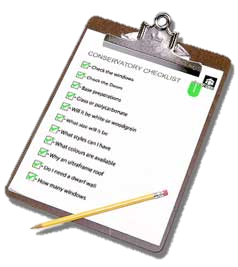 CONSERVATORY CHECKLIST
Check the windows
Check the Doors
Base preperations
Glass or polycarbonate
Will it be white or woodgrain
What size will it be
What styles can I have
What colours are available
Why an ultraframe roof
Do I need a dwarf wall
How many windows